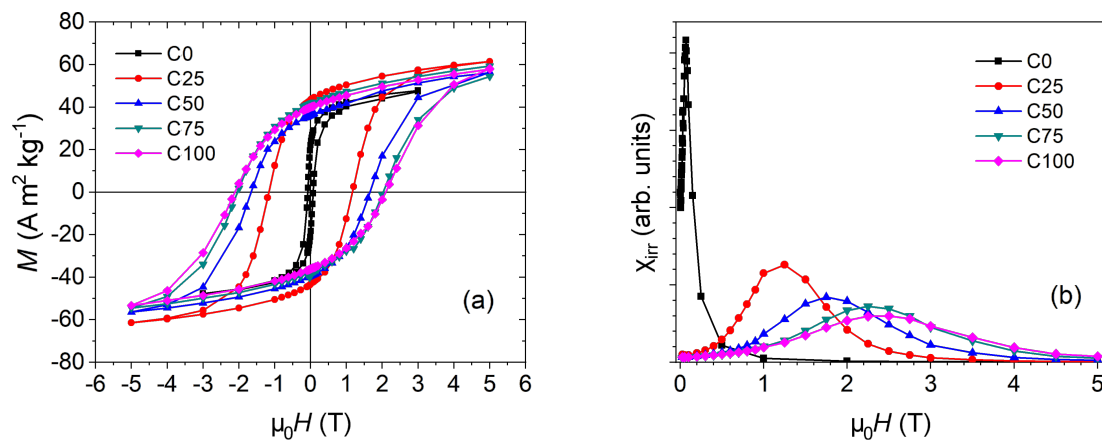 80
60
40
20
0
-20
-40
-60
-80
M (A m² kg⁻¹)
C0
C25
C50
C75
C100
(a)
-6 -5 -4 -3 -2 -1 0 1 2 3 4 5 6
μ₀H (T)
Χᵢᵣᵣ (arb. units)
C0
C25
C50
C75
C100
(b)
0 1 2 3 4 5
μ₀H (T)